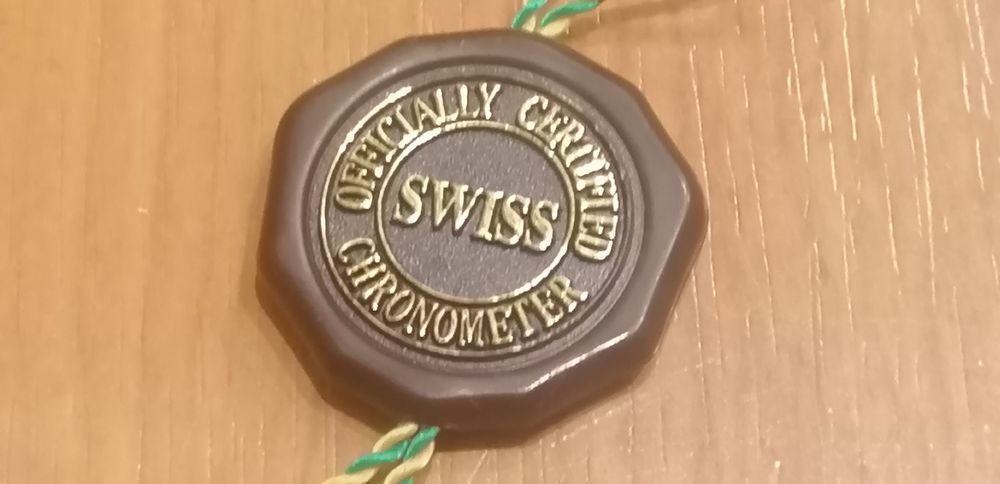 OFFICIALLY CERTIFIED
SWISS
CHRONOMETER